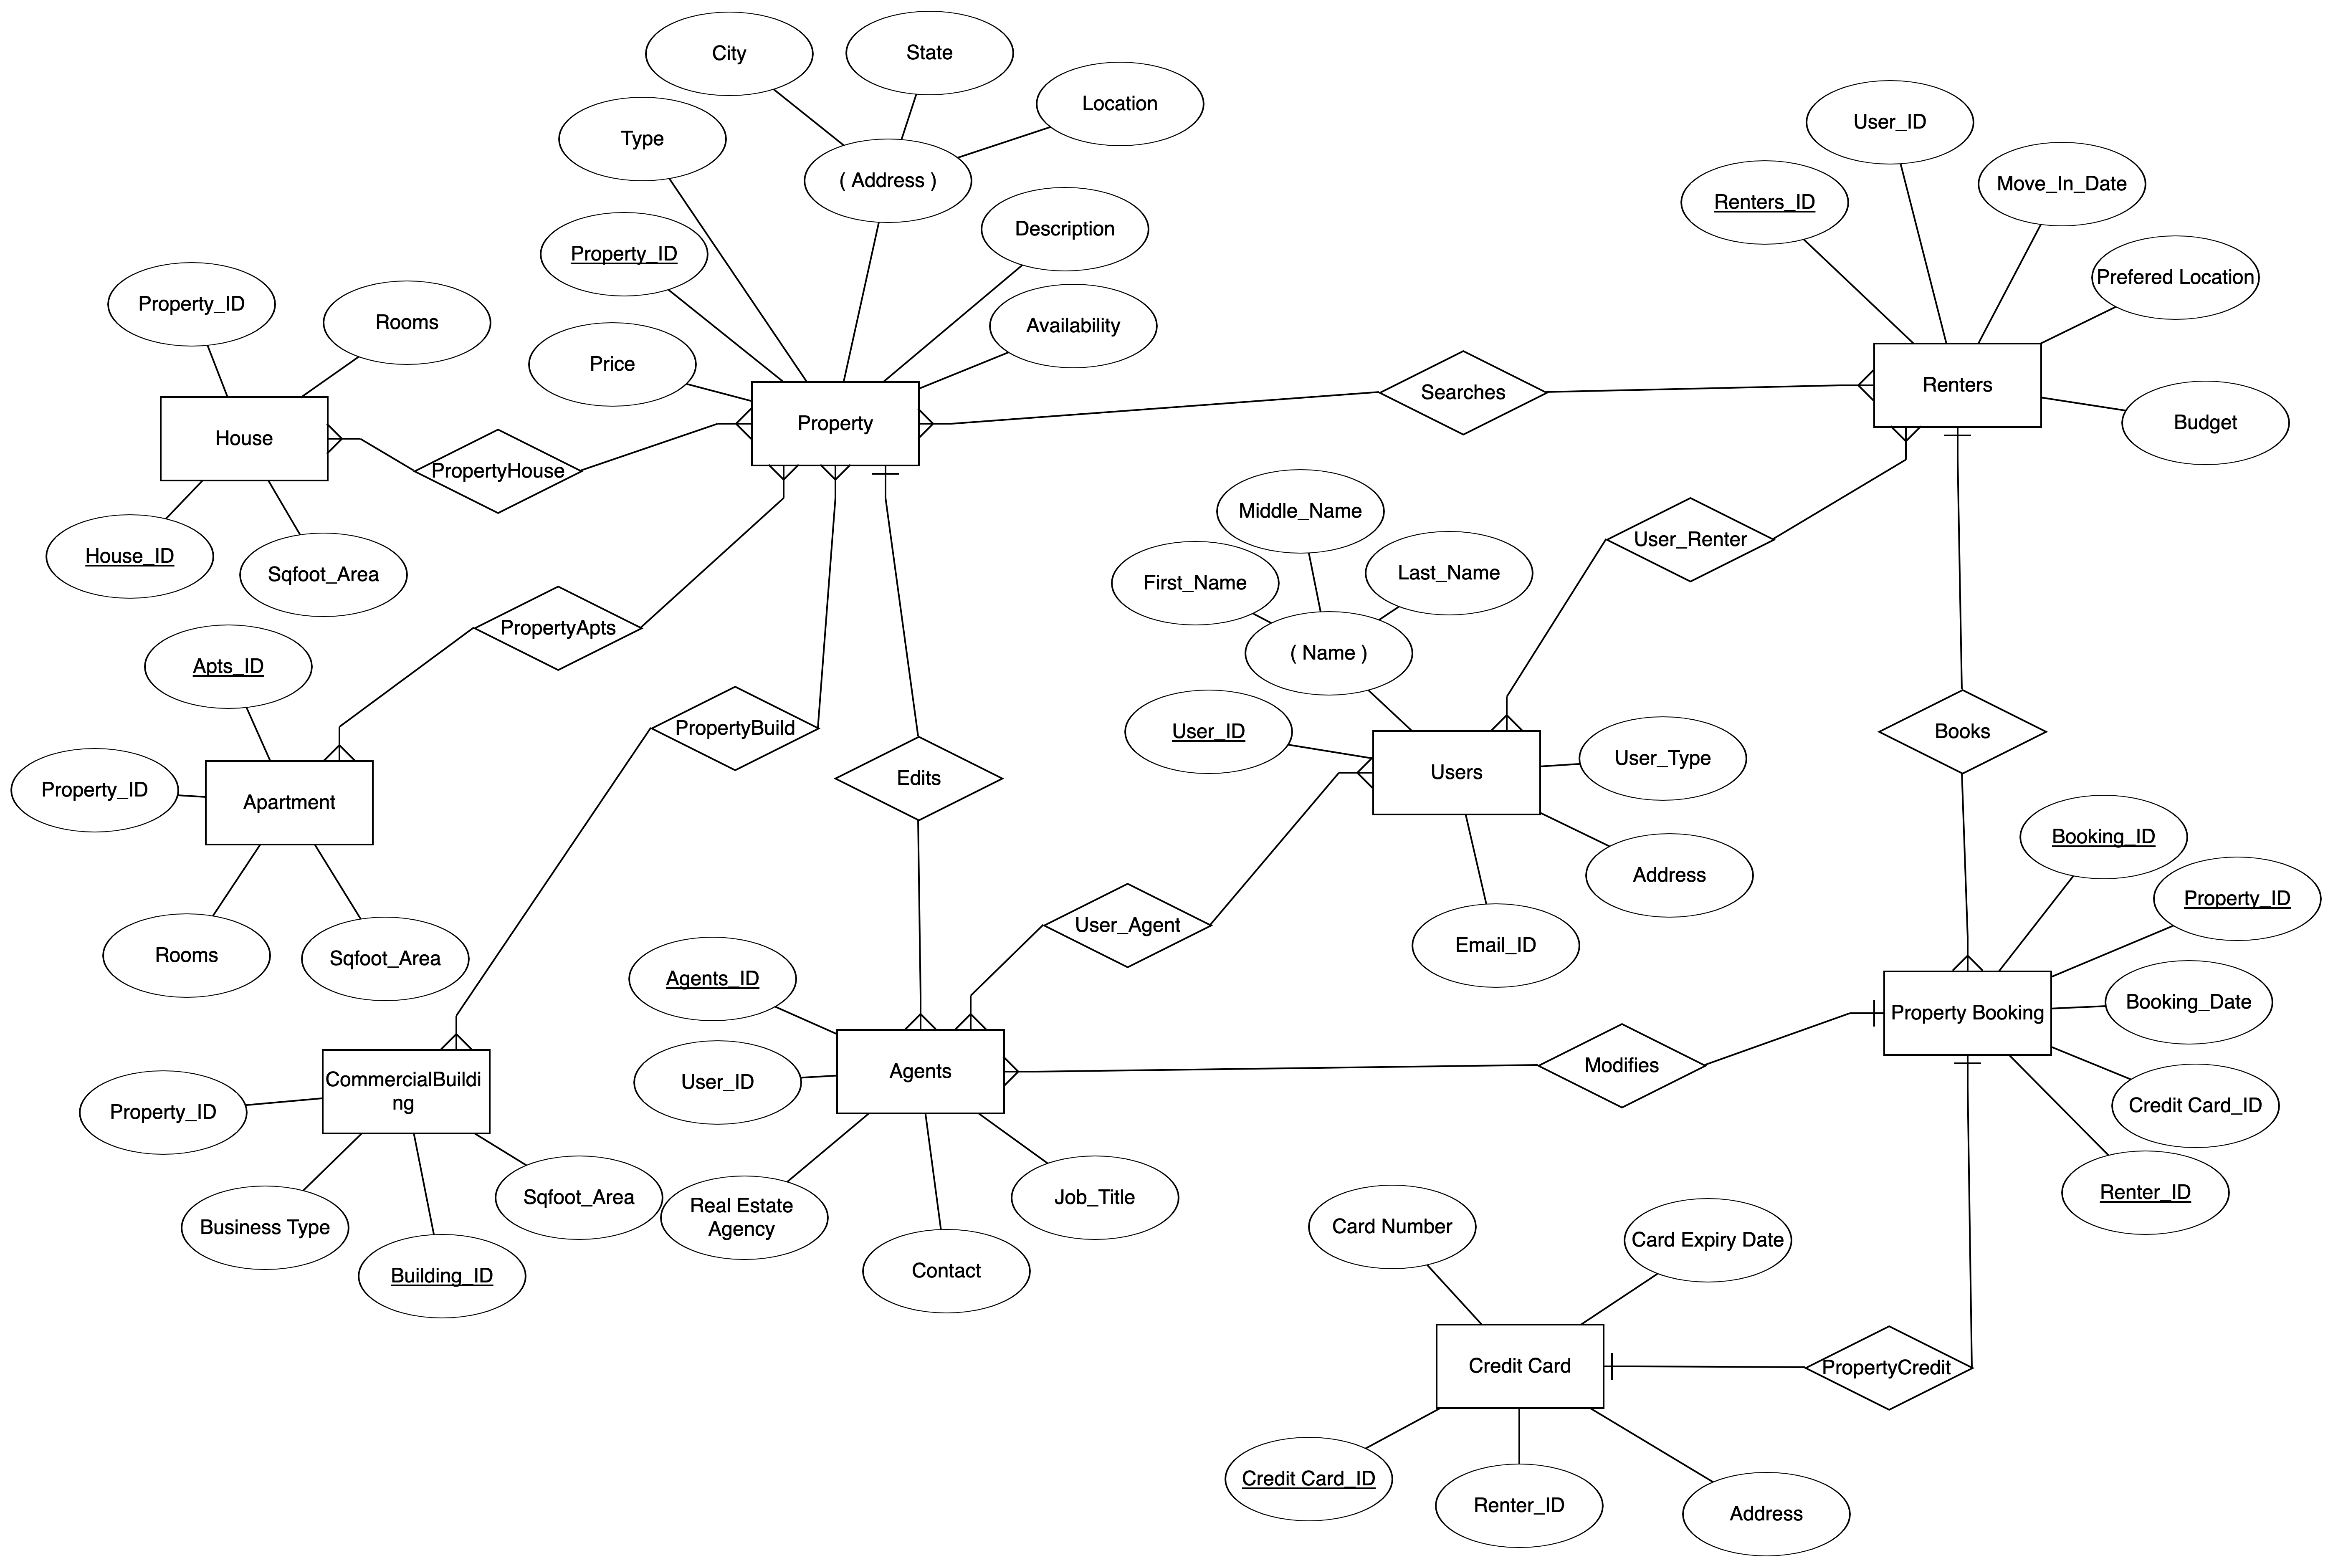 City
State
Location
Type
( Address )
User_ID
Move_In_Date
Renters_ID
Description
Property_ID
Prefered Location
Property_ID
Rooms
Availability
Price
Renters
Budget
Searches
Property
House
PropertyHouse
Middle_Name
User_Renter
House_ID
Sqfoot_Area
First_Name
Last_Name
( Name )
PropertyApts
Apts_ID
PropertyBuild
User_ID
Books
User_Type
Users
Edits
Property_ID
Apartment
Booking_ID
Address
Property_ID
User_Agent
Email_ID
Rooms
Sqfoot_Area
Agents_ID
Booking_Date
Property Booking
Modifies
Agents
User_ID
CommercialBuildi
ng
Property_ID
Credit Card_ID
Renter_ID
Sqfoot_Area
Real Estate
Agency
Job_Title
Business Type
Card Number
Card Expiry Date
Contact
Building_ID
Credit Card
PropertyCredit
Credit Card_ID
Renter_ID
Address